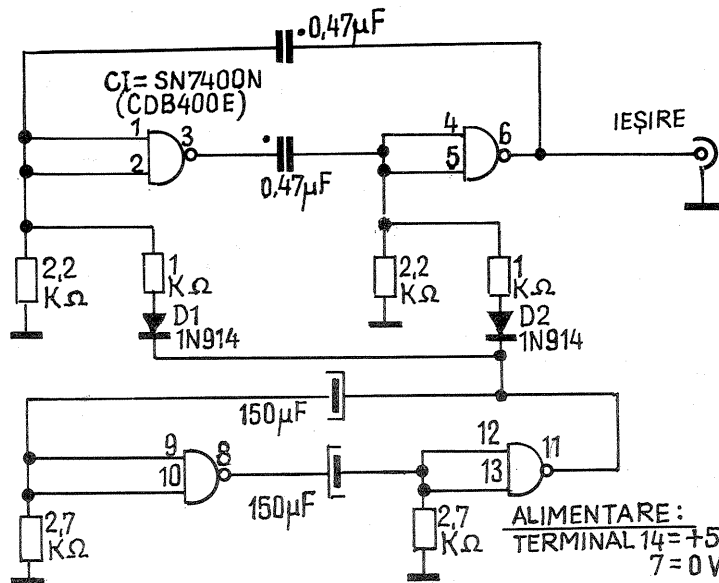 0,47µF
CI=SN7400N
(CDB400E)
1
2
3
0,47µF
4
5
6
IEȘIRE
2,2
KΩ
1
KΩ
D1
1N914
2,2
KΩ
1
KΩ
D2
1N914
150µF
9
10
8
150µF
12
13
11
2,7
KΩ
2,7
KΩ
ALIMENTARE:
TERMINAL 14=+5
7=0V